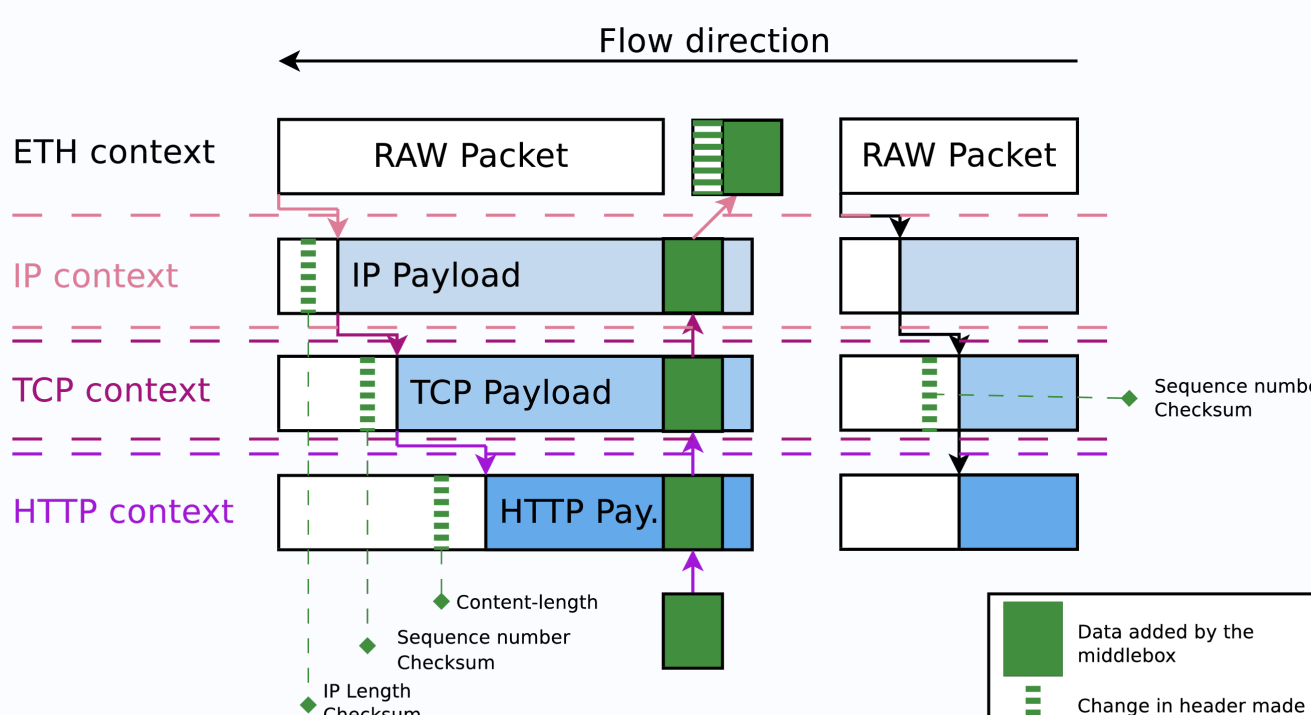 Flow direction
ETH context
RAW Packet
RAW Packet
IP context
IP Payload
TCP context
TCP Payload
Sequence
Checksum
HTTP context
HTTP Pay.
Content-length
Sequence number
Checksum
IP Length
Checksum
Data added by the
middlebox
Change in header made